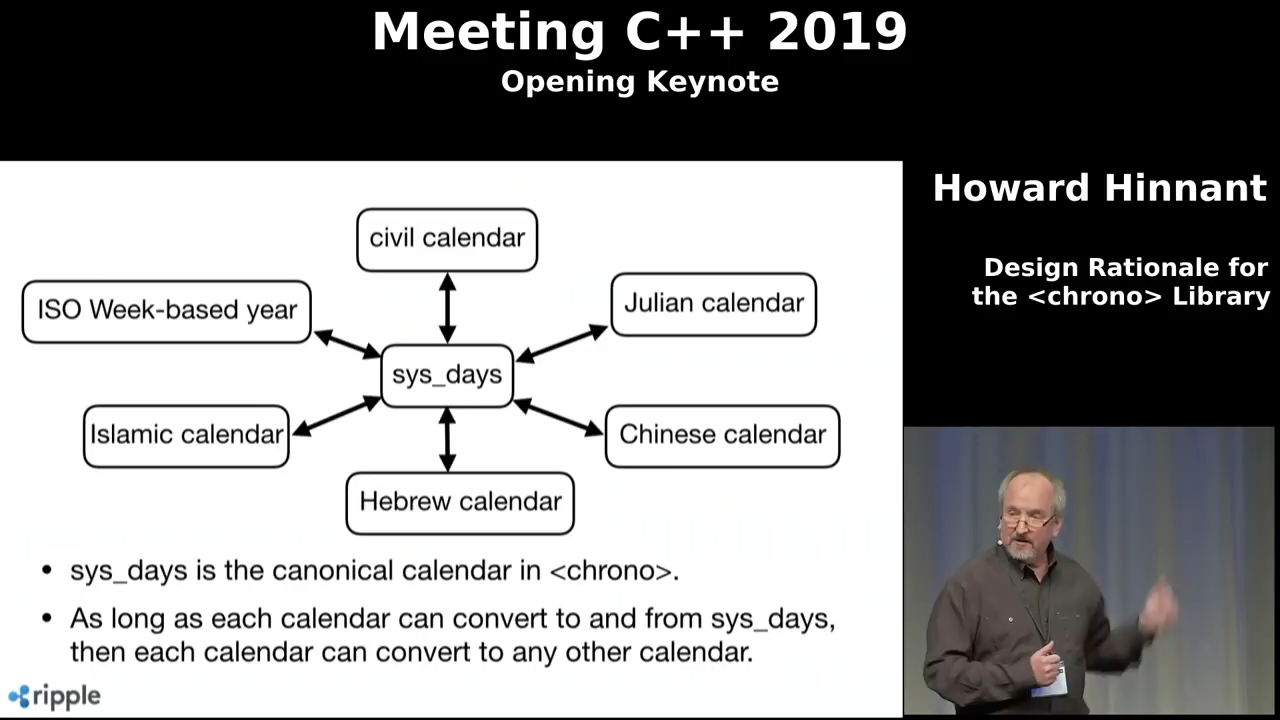 Meeting C++ 2019
Opening Keynote
Howard Hinnant
Design Rationale for
the <chrono> Library
civil calendar
ISO Week-based year
Julian calendar
sys_days
Islamic calendar
Chinese calendar
Hebrew calendar
• sys_days is the canonical calendar in <chrono>.
• As long as each calendar can convert to and from sys_days,
then each calendar can convert to any other calendar.
ripple